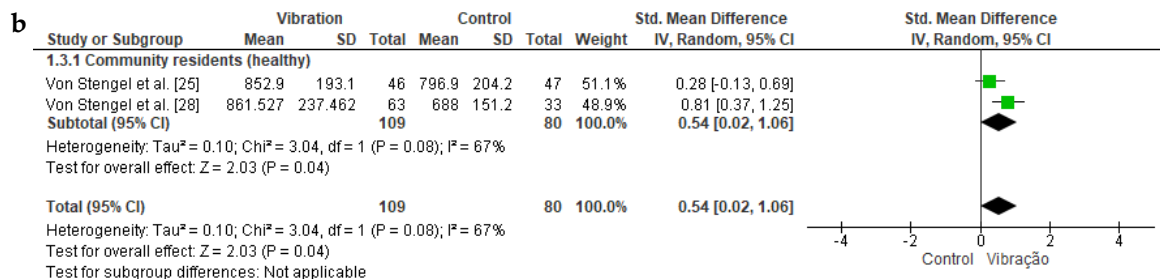 b
Vibration Control Std. Mean Difference Std. Mean Difference
Study or Subgroup Mean SD Total Mean SD Total Weight IV, Random, 95% CI IV, Random, 95% CI
1.3.1 Community residents (healthy)
Von Stengel et al. [25] 852.9 193.1 46 796.9 204.2 47 51.1% 0.28 [-0.13, 0.69]
Von Stengel et al. [28] 861.527 237.462 63 688 151.2 33 48.9% 0.81 [0.37, 1.25]
Subtotal (95% CI) 109 80 100.0% 0.54 [0.02, 1.06]
Heterogeneity: Tau² = 0.10; Chi² = 3.04, df = 1 (P = 0.08); I² = 67%
Test for overall effect: Z = 2.03 (P = 0.04)
Total (95% CI) 109 80 100.0% 0.54 [0.02, 1.06]
Heterogeneity: Tau² = 0.10; Chi² = 3.04, df = 1 (P = 0.08); I² = 67%
Test for overall effect: Z = 2.03 (P = 0.04)
Test for subgroup differences: Not applicable
-4 -2 0 2 4
Control Vibração